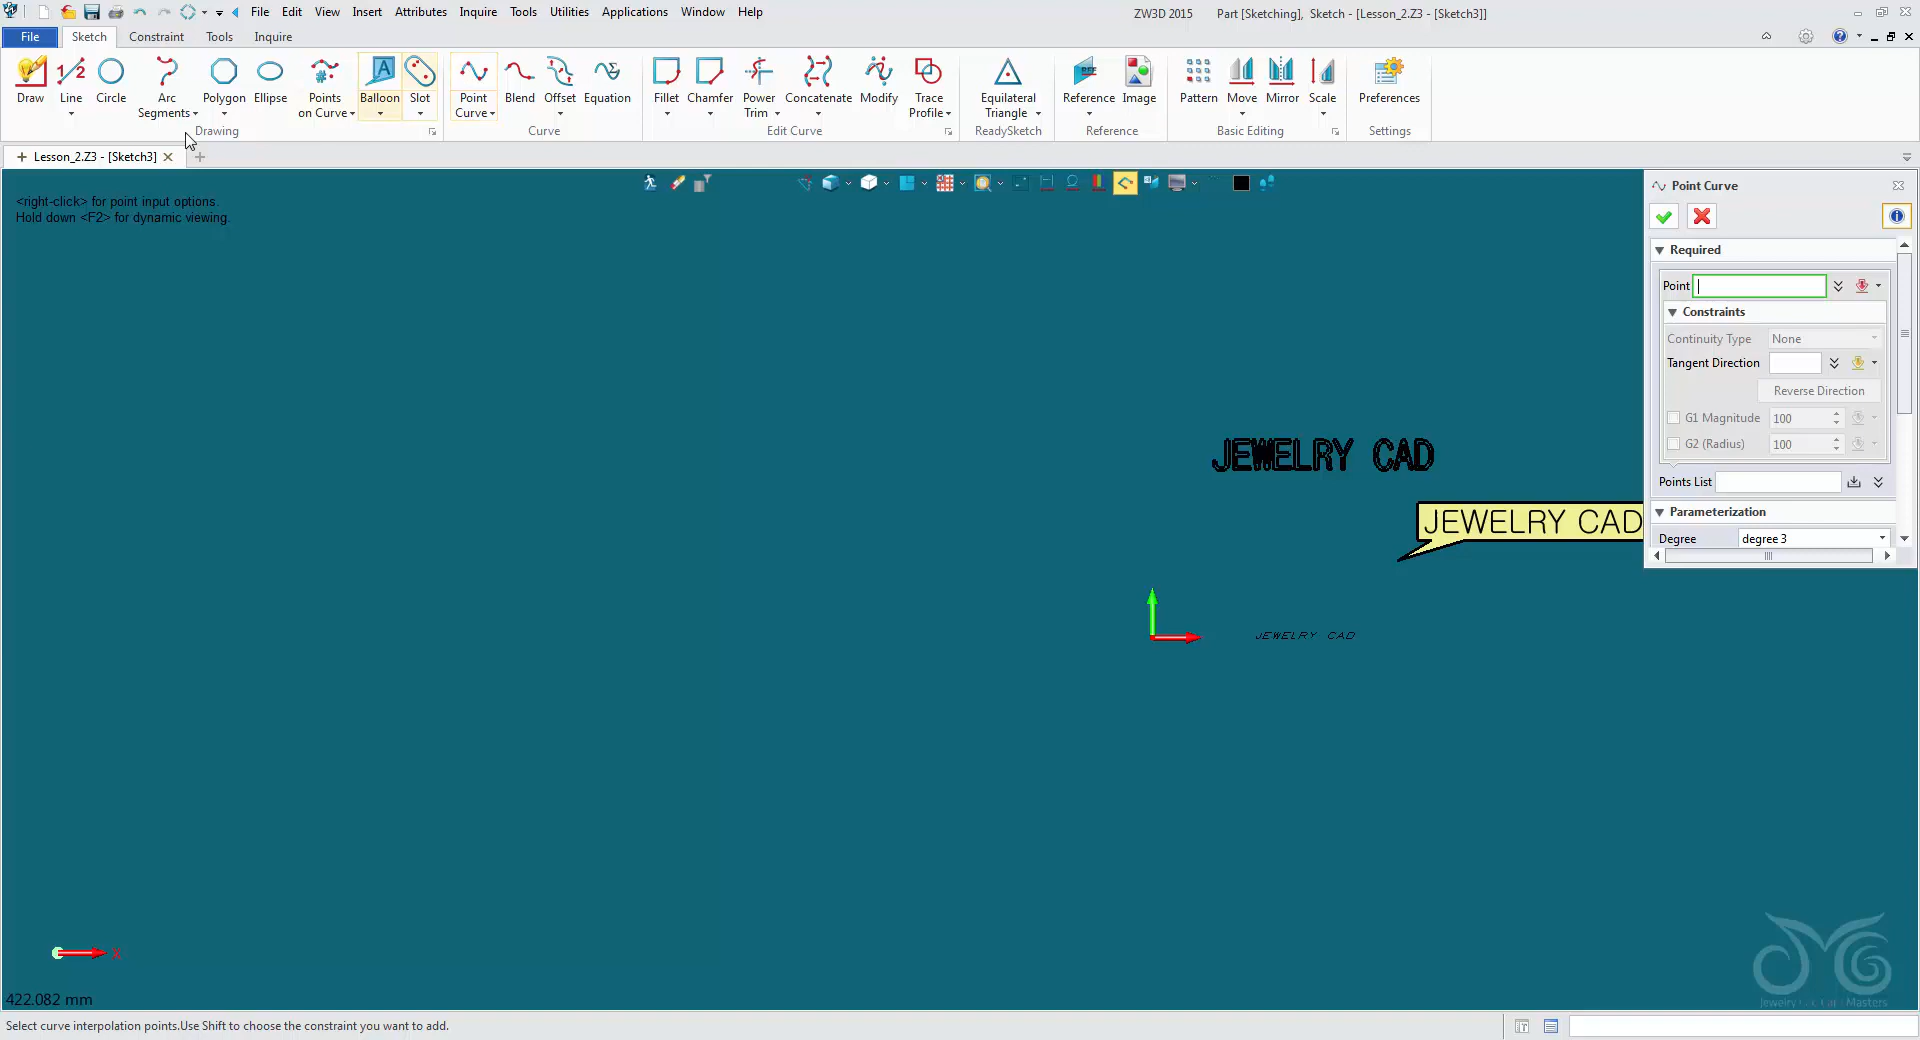 File Edit View Insert Attributes Inquire Tools Utilities Applications Window Help
ZW3D 2015 Part [Sketching], Sketch - [Lesson_2.Z3 - [Sketch3]]
File Sketch Constraint Tools Inquire
Draw
Line
Circle
Arc
Segments
Polygon
Ellipse
Points
on Curve
Balloon
Slot
Drawing
Point
Curve
Blend
Offset
Equation
Curve
Fillet
Chamfer
Power
Trim
Concatenate
Modify
Trace
Profile
Edit Curve
Equilateral
Triangle
ReadySketch
Reference
Image
Reference
Pattern
Move
Mirror
Scale
Basic Editing
Preferences
Settings
Lesson_2.Z3 - [Sketch3]
<right-click> for point input options.
Hold down <F2> for dynamic viewing.
JEWELRY CAD
JEWELRY CAD
JEWELRY CAD
X
422.082 mm
Point Curve
Required
Point
Constraints
Continuity Type None
Tangent Direction
Reverse Direction
G1 Magnitude 100
G2 (Radius) 100
Points List
Parameterization
Degree degree 3
Select curve interpolation points.Use Shift to choose the constraint you want to add.